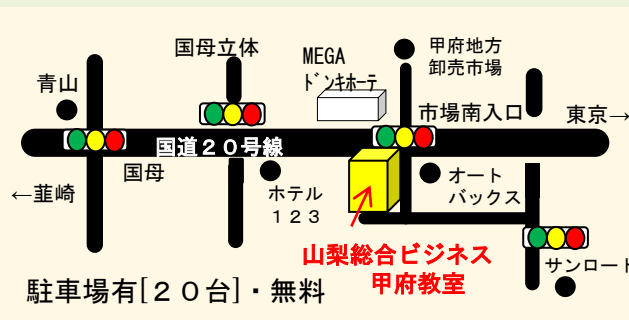 国母立体
MEGA
ドンキホーテ
甲府地方
卸売市場
青山
市場南入口
東京→
国道２０号線
国母
←韮崎
ホテル
１２３
オート
バックス
山梨総合ビジネス
甲府教室
サンロード
駐車場有[２０台]・無料